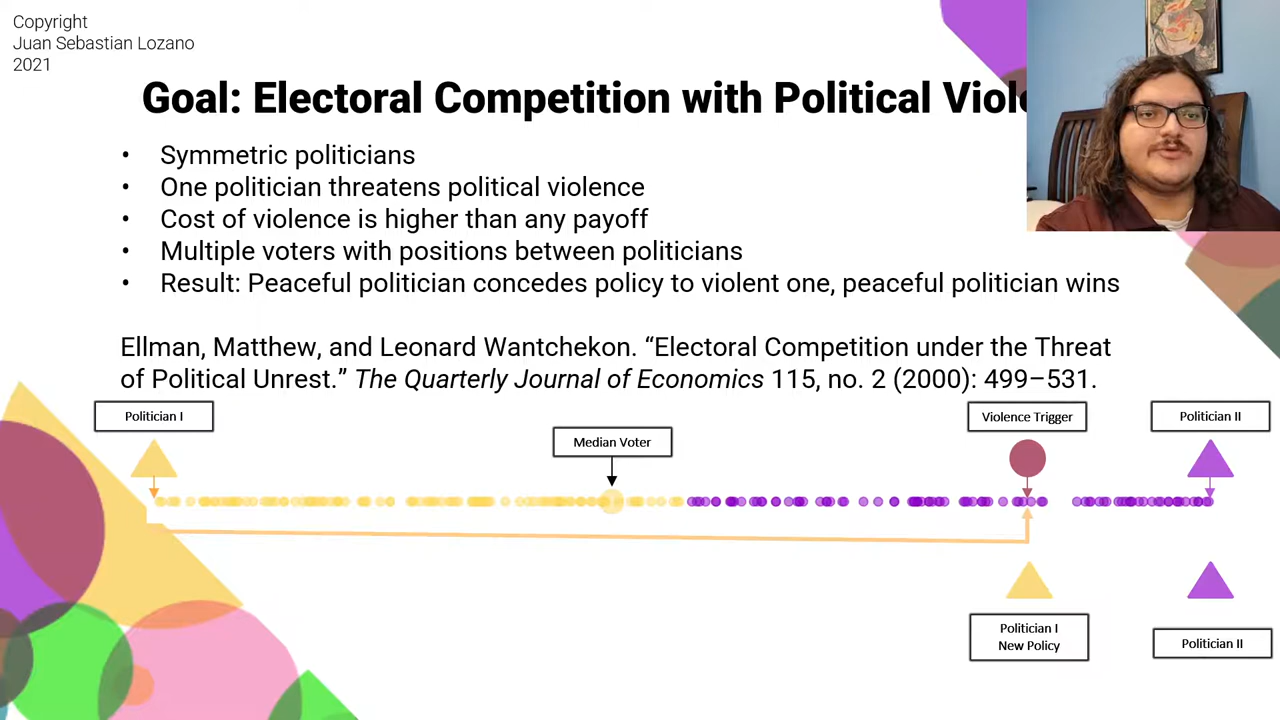 Copyright
Juan Sebastian Lozano
2021
Goal: Electoral Competition with Political
• Symmetric politicians
• One politician threatens political violence
• Cost of violence is higher than any payoff
• Multiple voters with positions between politicians
• Result: Peaceful politician concedes policy to violent one, peaceful politician wins
Ellman, Matthew, and Leonard Wantchekon. “Electoral Competition under the Threat
of Political Unrest.” The Quarterly Journal of Economics 115, no. 2 (2000): 499–531.
Politician I
Median Voter
Violence Trigger
Politician II
Politician I
New Policy
Politician II